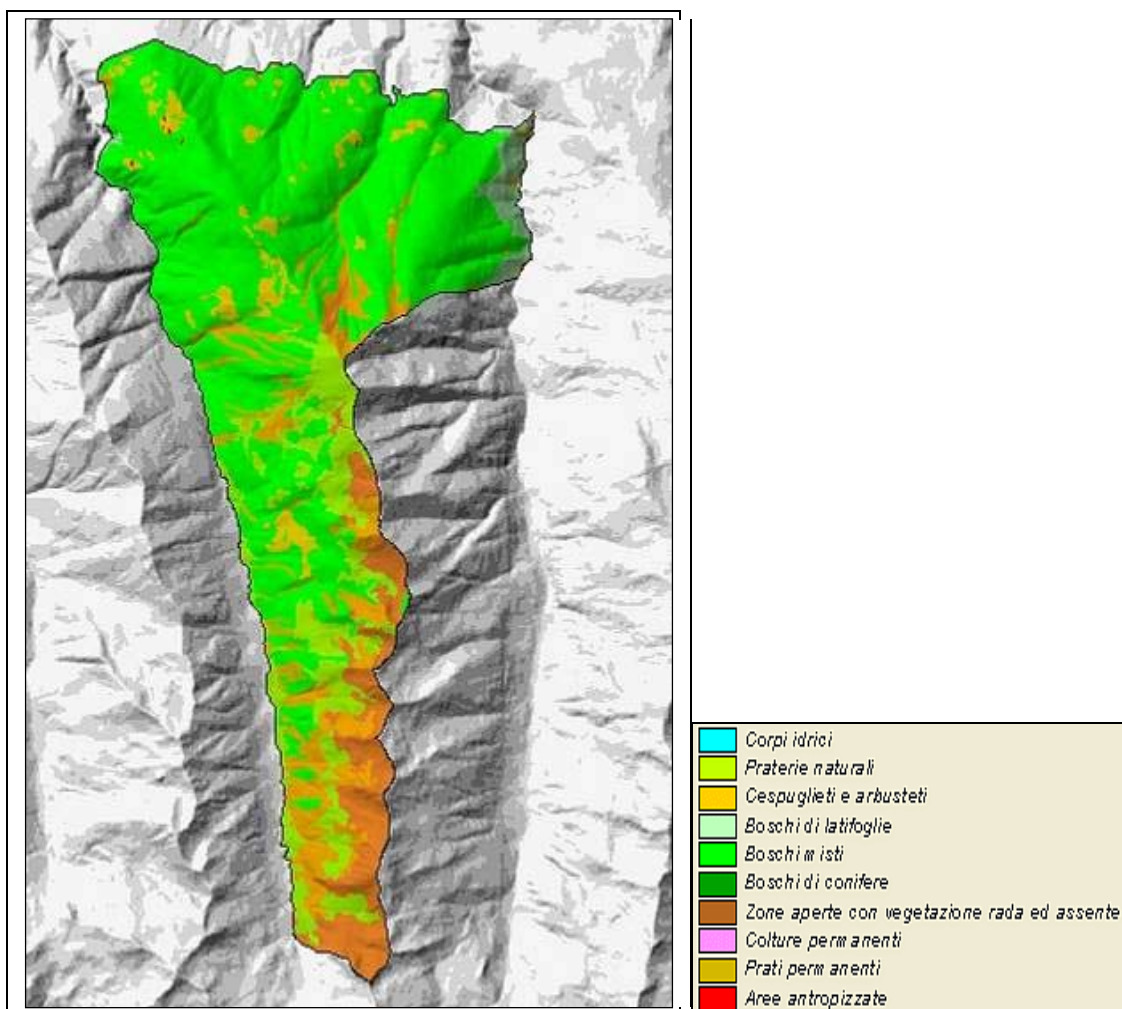 Corpi idrici
Praterie naturali
Cespuglieti e arbusteti
Boschi di latifoglie
Boschi misti
Boschi di conifere
Zone aperte con vegetazione rada ed assente
Colture permanenti
Prati permanenti
Aree antropizzate